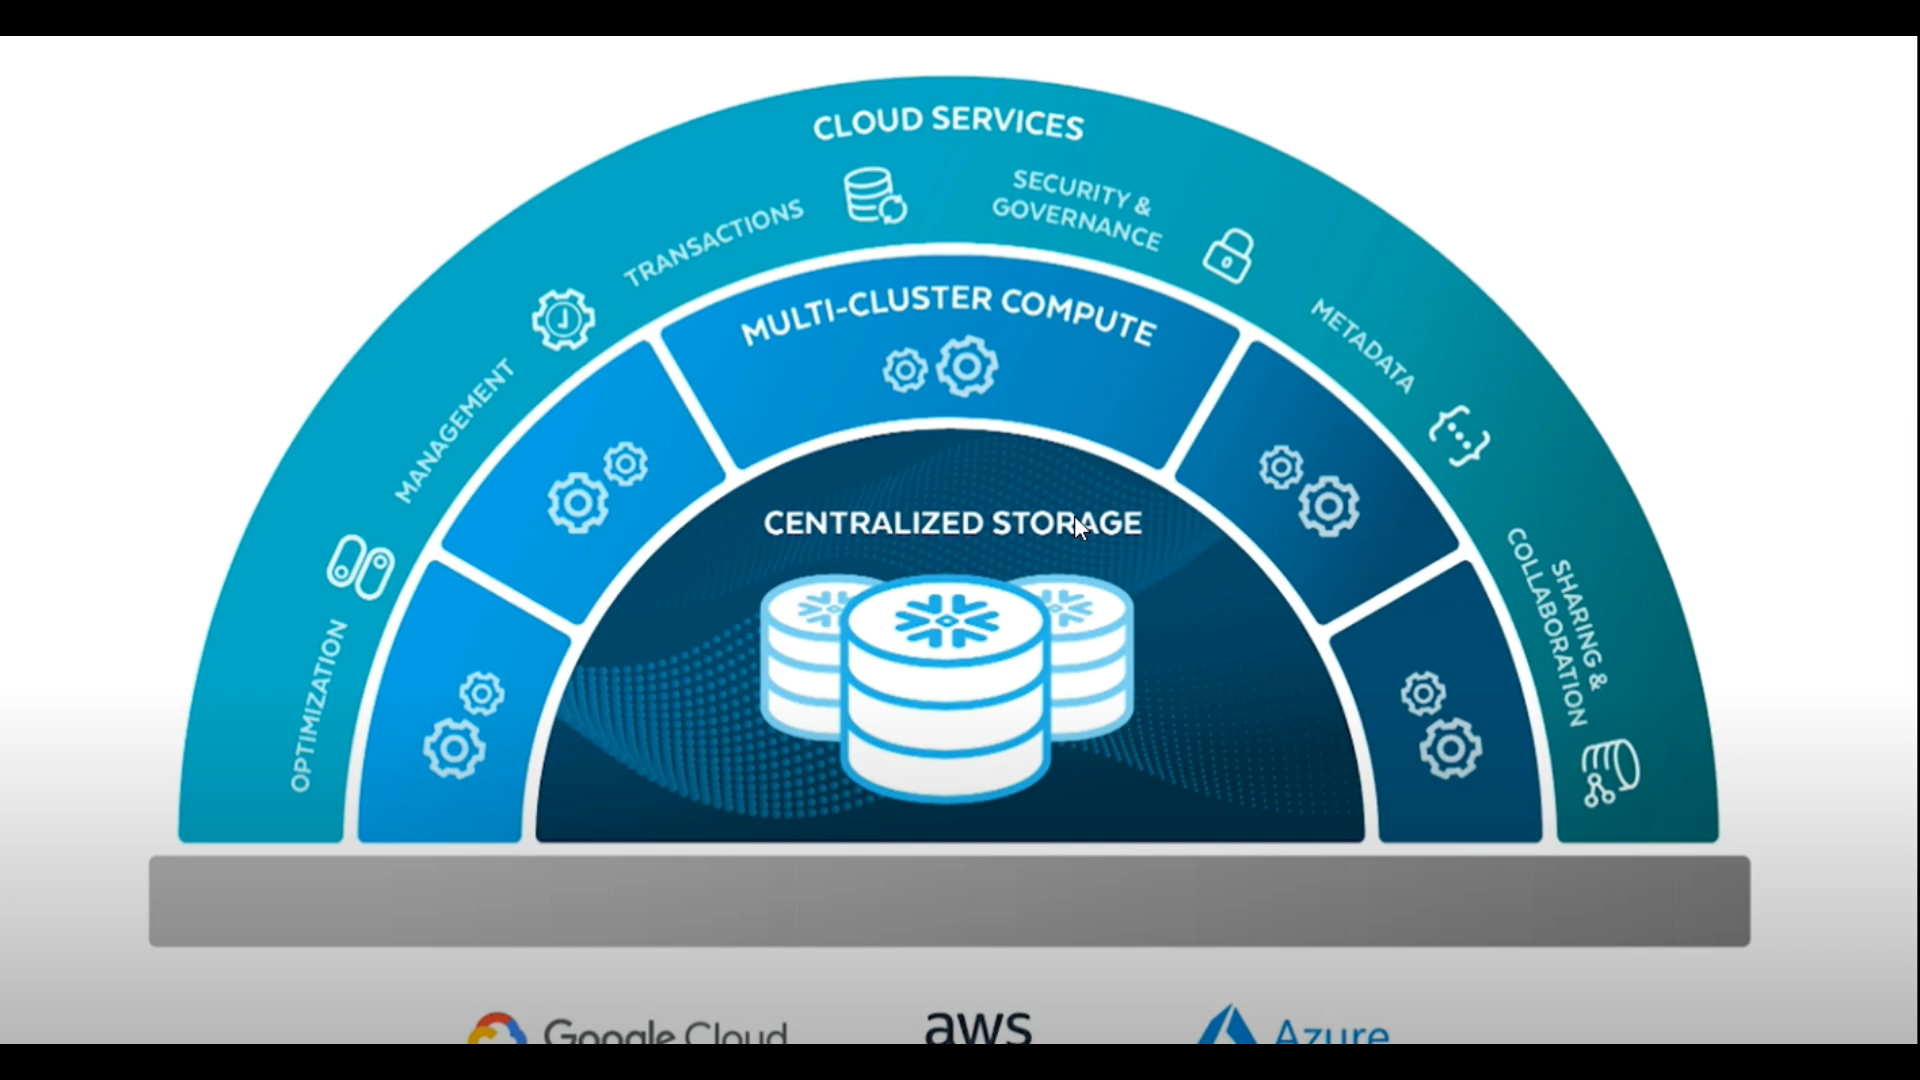 CLOUD SERVICES
TRANSACTIONS
SECURITY &
GOVERNANCE
MANAGEMENT
METADATA
OPTIMIZATION
SHARING &
COLLABORATION
MULTI-CLUSTER COMPUTE
CENTRALIZED STORAGE
Google Cloud
aws
Azure